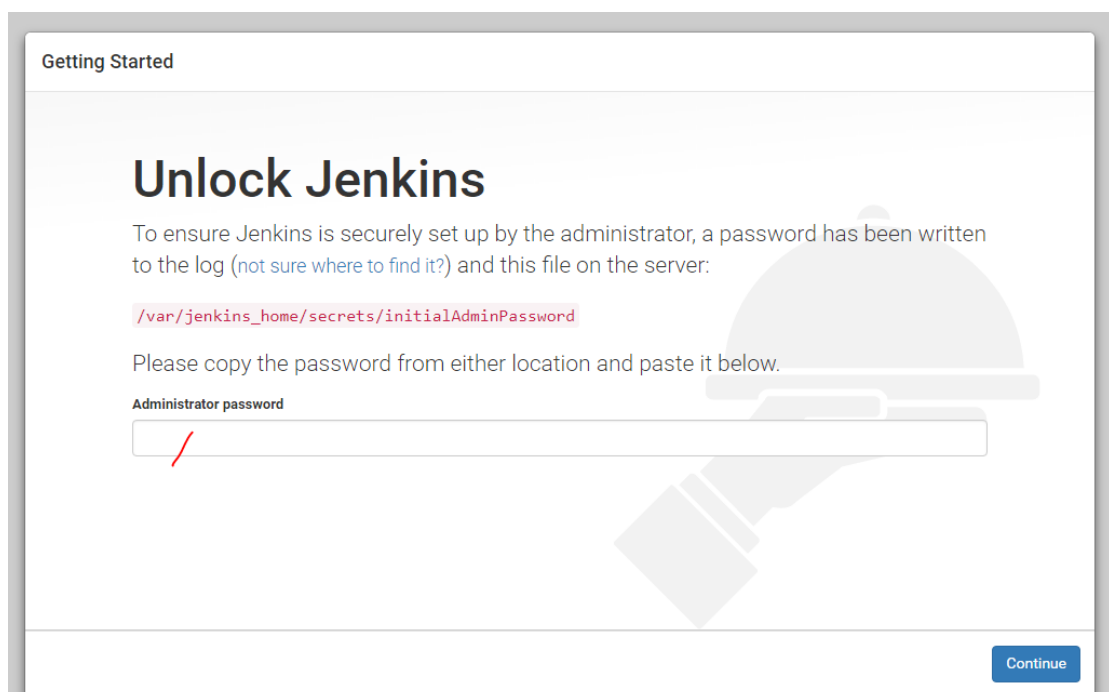 Getting Started
Unlock Jenkins
To ensure Jenkins is securely set up by the administrator, a password has been written
to the log (not sure where to find it?) and this file on the server:
/var/jenkins_home/secrets/initialAdminPassword
Please copy the password from either location and paste it below.
Administrator password
Continue